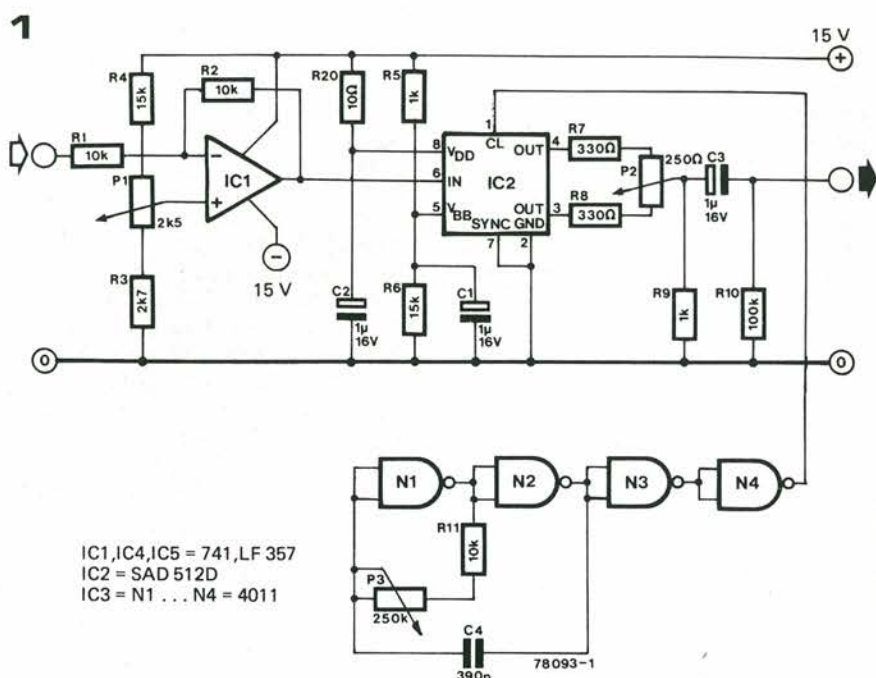 1
15 V
R4
15k
R2
10k
R20
10Ω
R5
1k
R1
10k
P1
2k5
IC1
15 V
R3
2k7
C2
1µ
16V
R6
15k
C1
1µ
16V
1
CL
8
VDD
OUT
4
6
IN
IC2
5
VBB
OUT
3
SYNC
GND
7
2
R7
330Ω
P2
250Ω
R8
330Ω
C3
1µ
16V
R9
1k
R10
100k
0
0
N1
N2
N3
N4
R11
10k
P3
250k
C4
390p
78093-1
IC1,IC4,IC5 = 741,LF 357
IC2 = SAD 512D
IC3 = N1 . . . N4 = 4011